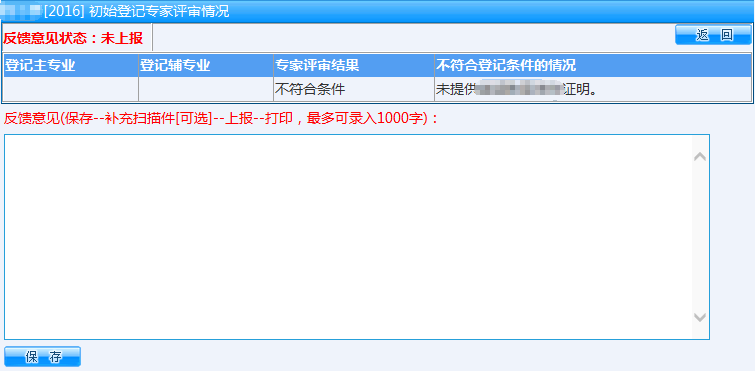 [2016] 初始登记专家评审情况
反馈意见状态：未上报
返 回
登记主专业 登记辅专业 专家评审结果 不符合登记条件的情况
不符合条件 未提供 证明。
反馈意见(保存--补充扫描件[可选]--上报--打印，最多可录入1000字)：
保 存